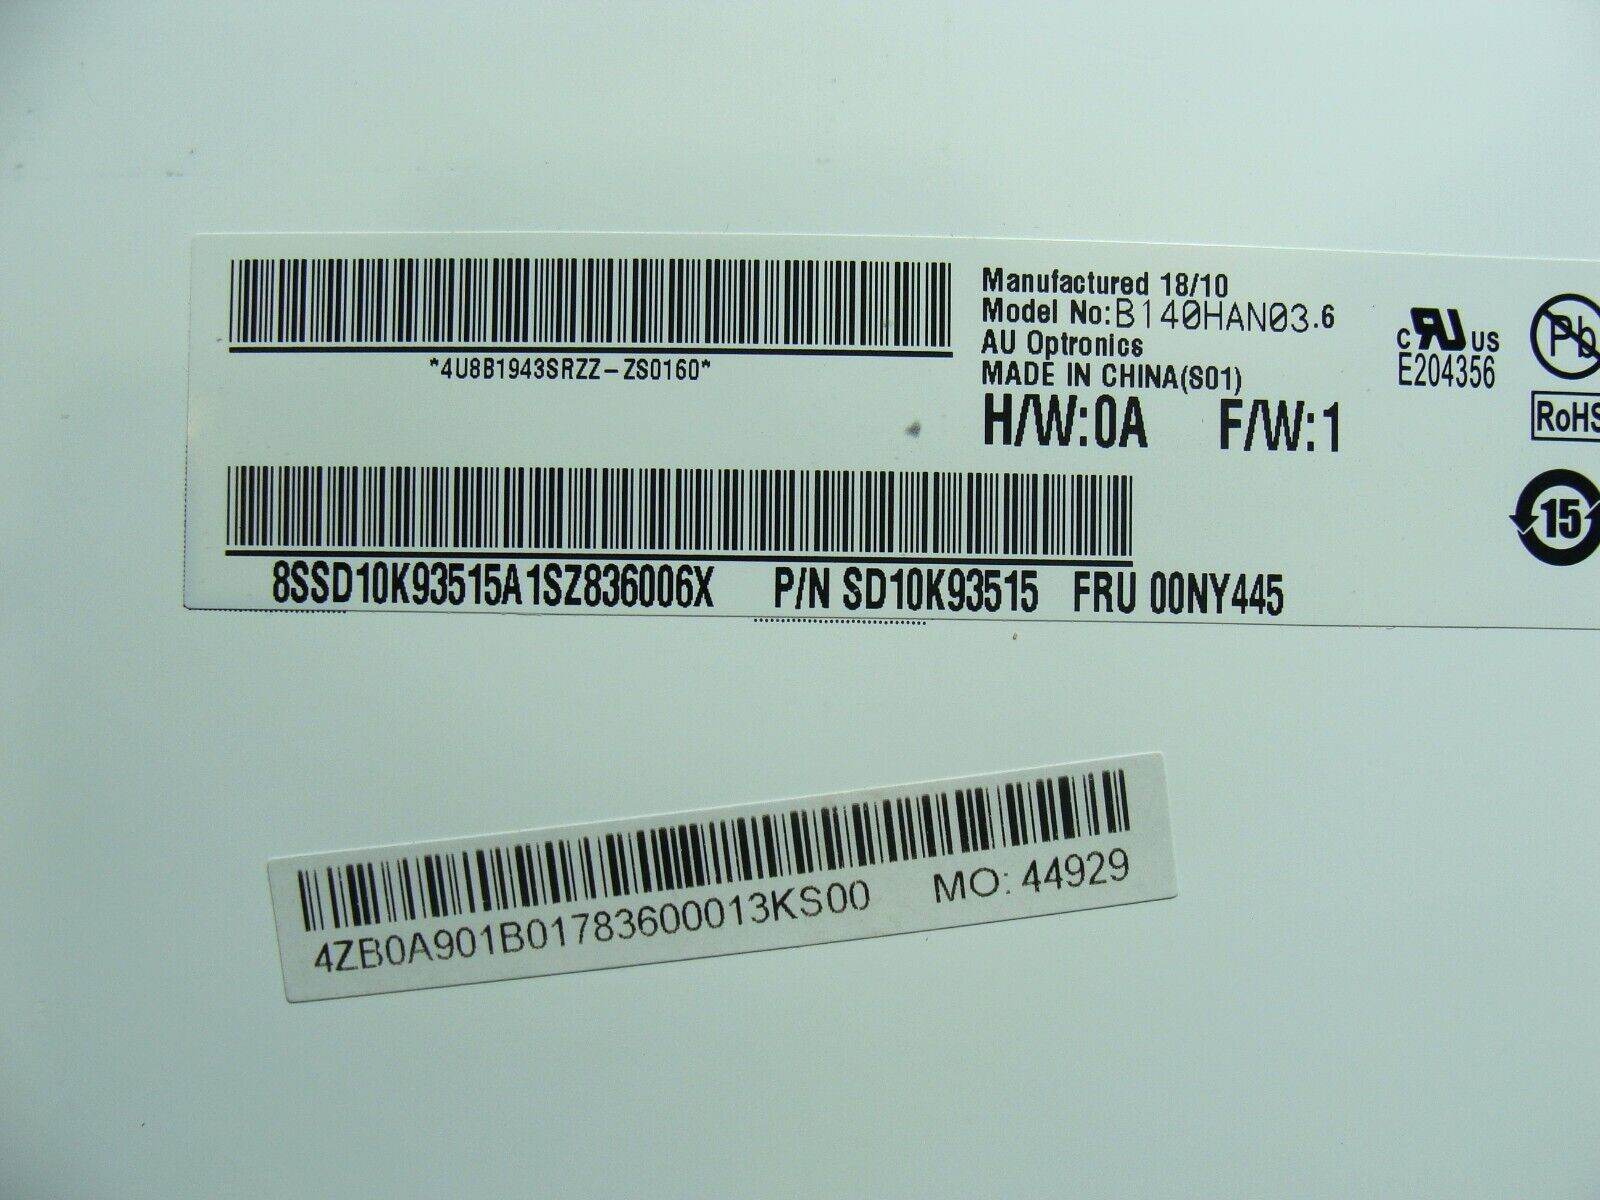 Manufactured 18/10
Model No:B140HAN03.6
AU Optronics
MADE IN CHINA(S01)
H/W:0A F/W:1
*4U8B1943SRZZ-ZS0160*
c RU US
E204356
Pb
RoHS
15
8SSD10K93515A1SZ836006X P/N SD10K93515 FRU 00NY445
4ZB0A901B01783600013KS00 MO: 44929